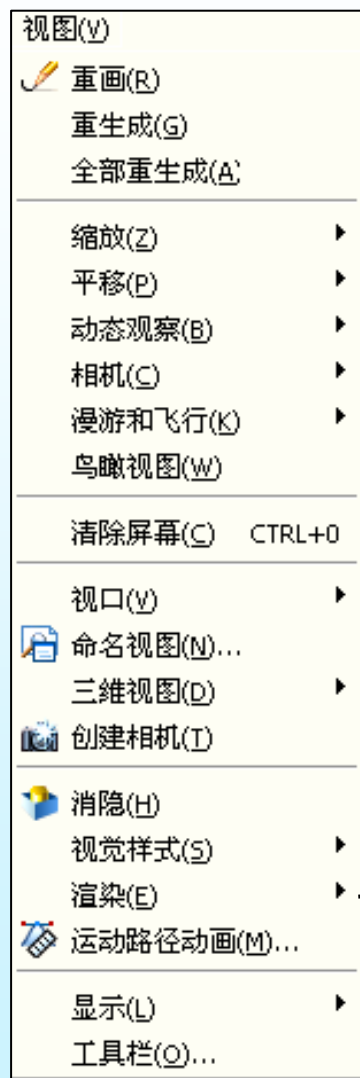 视图(V)
重画(R)
重生成(G)
全部重生成(A)
缩放(Z)
平移(P)
动态观察(B)
相机(C)
漫游和飞行(K)
鸟瞰视图(W)
清除屏幕(C) CTRL+0
视口(V)
命名视图(N)...
三维视图(D)
创建相机(T)
消隐(H)
视觉样式(S)
渲染(E)
运动路径动画(M)...
显示(L)
工具栏(O)...